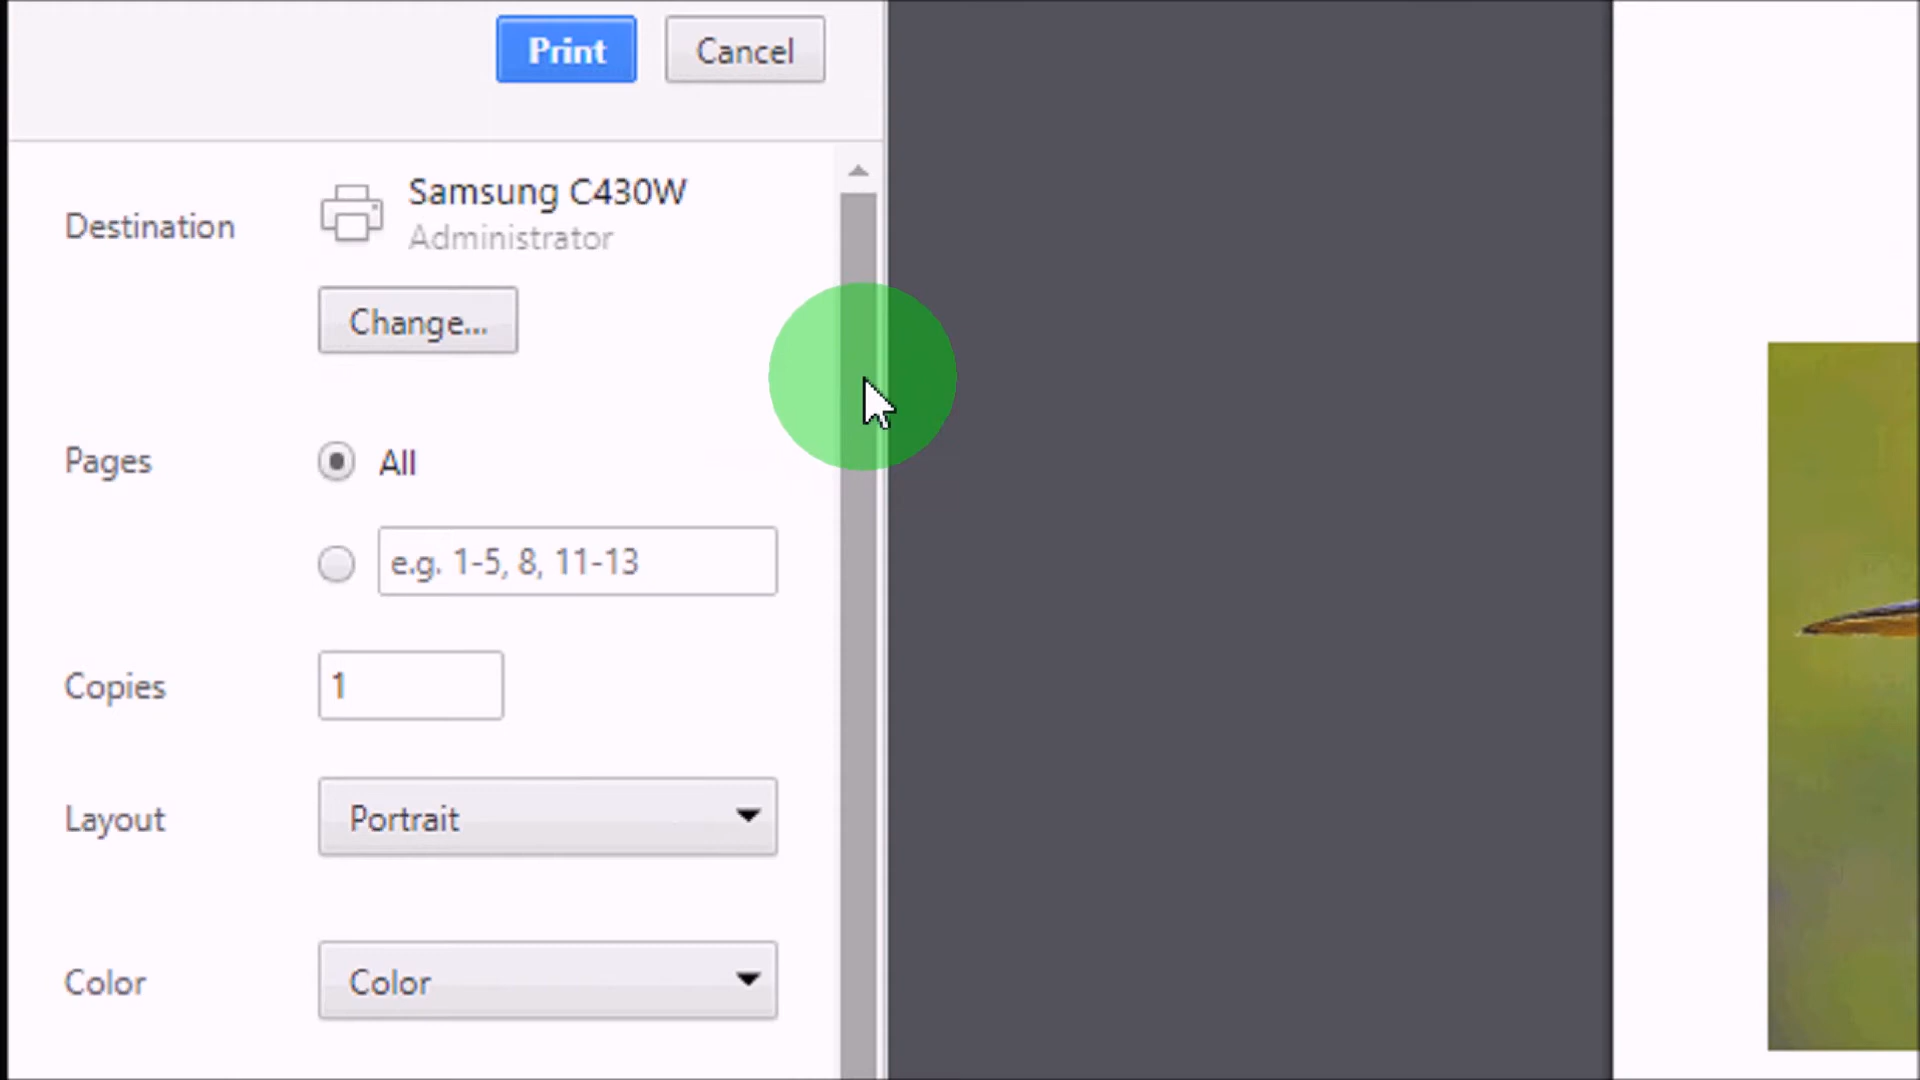 Print
Cancel
Destination
Samsung C430W
Administrator
Change...
Pages
All
e.g. 1-5, 8, 11-13
Copies
1
Layout
Portrait
Color
Color